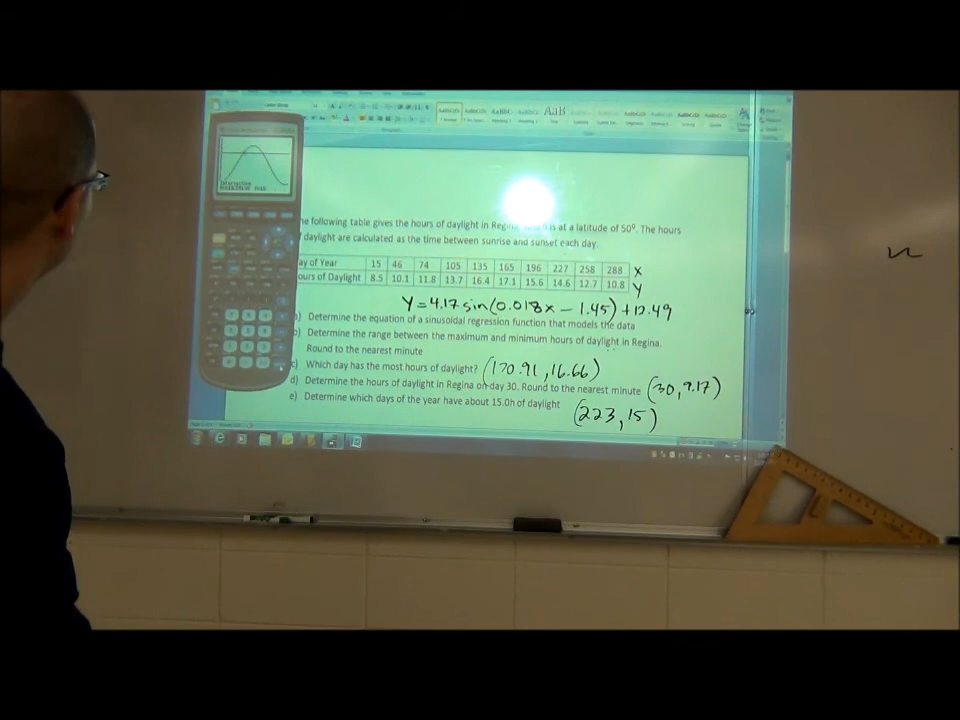 AaB
he following table gives the hours of daylight in Regina is at a latitude of 50⁰. The hours
f daylight are calculated as the time between sunrise and sunset each day.
ay of Year 15 46 74 105 135 165 196 227 258 288 X
ours of Daylight 8.5 10.1 11.8 13.7 16.4 17.1 15.6 14.6 12.7 10.8 Y
Y = 4.17 sin(0.018x - 1.45) + 12.49
) Determine the equation of a sinusoidal regression function that models the data
) Determine the range between the maximum and minimum hours of daylight in Regina.
Round to the nearest minute
c) Which day has the most hours of daylight? (170.91, 16.66)
d) Determine the hours of daylight in Regina on day 30. Round to the nearest minute (30, 9.17)
e) Determine which days of the year have about 15.0h of daylight (223, 15)